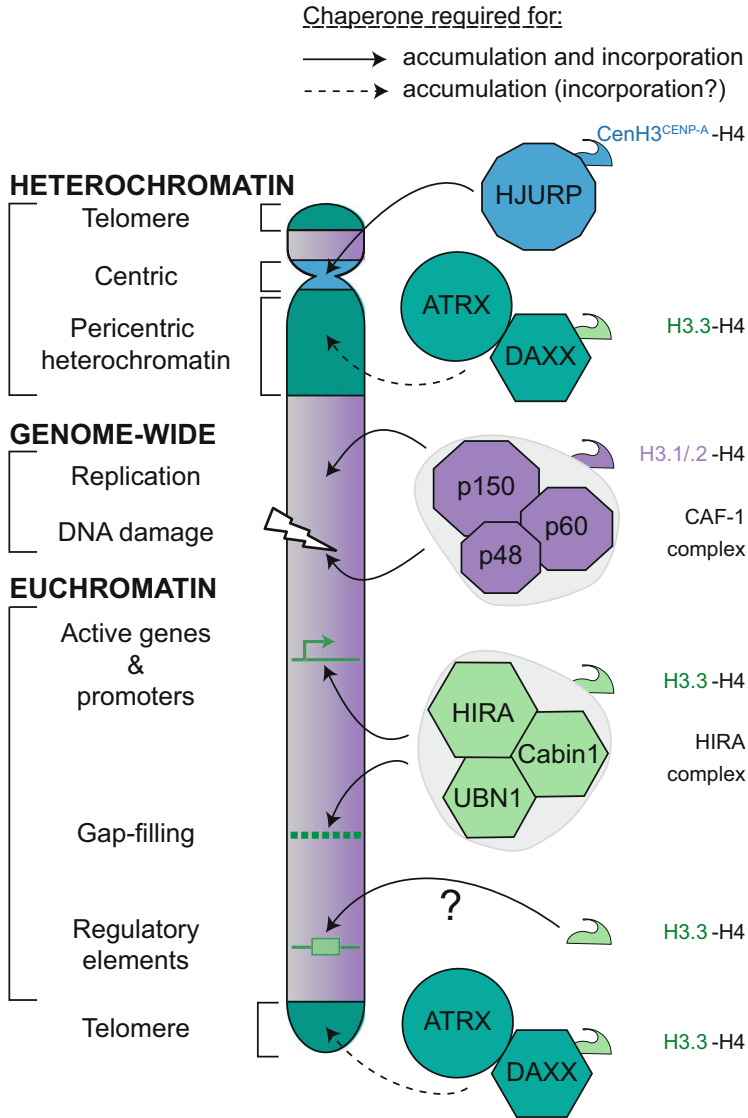 Chaperone required for:
accumulation and incorporation
accumulation (incorporation?)
CenH3CENP-A-H4
HJURP
HETEROCHROMATIN
Telomere
Centric
Pericentric
heterochromatin
ATRX
DAXX
H3.3-H4
GENOME-WIDE
Replication
DNA damage
p150
p60
p48
H3.1/.2-H4
CAF-1
complex
EUCHROMATIN
Active genes
&
promoters
HIRA
Cabin1
UBN1
H3.3-H4
HIRA
complex
Gap-filling
?
Regulatory
elements
H3.3-H4
Telomere
ATRX
DAXX
H3.3-H4